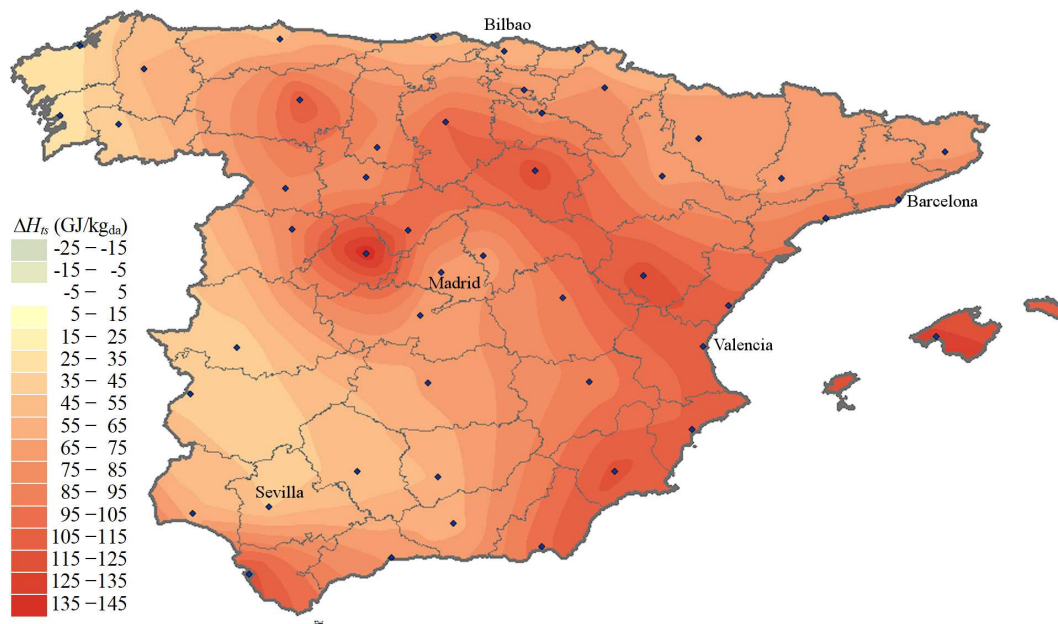 Bilbao
Barcelona
ΔHts (GJ/kgda)
-25 – -15
-15 – -5
-5 – 5
5 – 15
15 – 25
25 – 35
35 – 45
45 – 55
55 – 65
65 – 75
75 – 85
85 – 95
95 –105
105 –115
115 –125
125 –135
135 –145
Madrid
Valencia
Sevilla